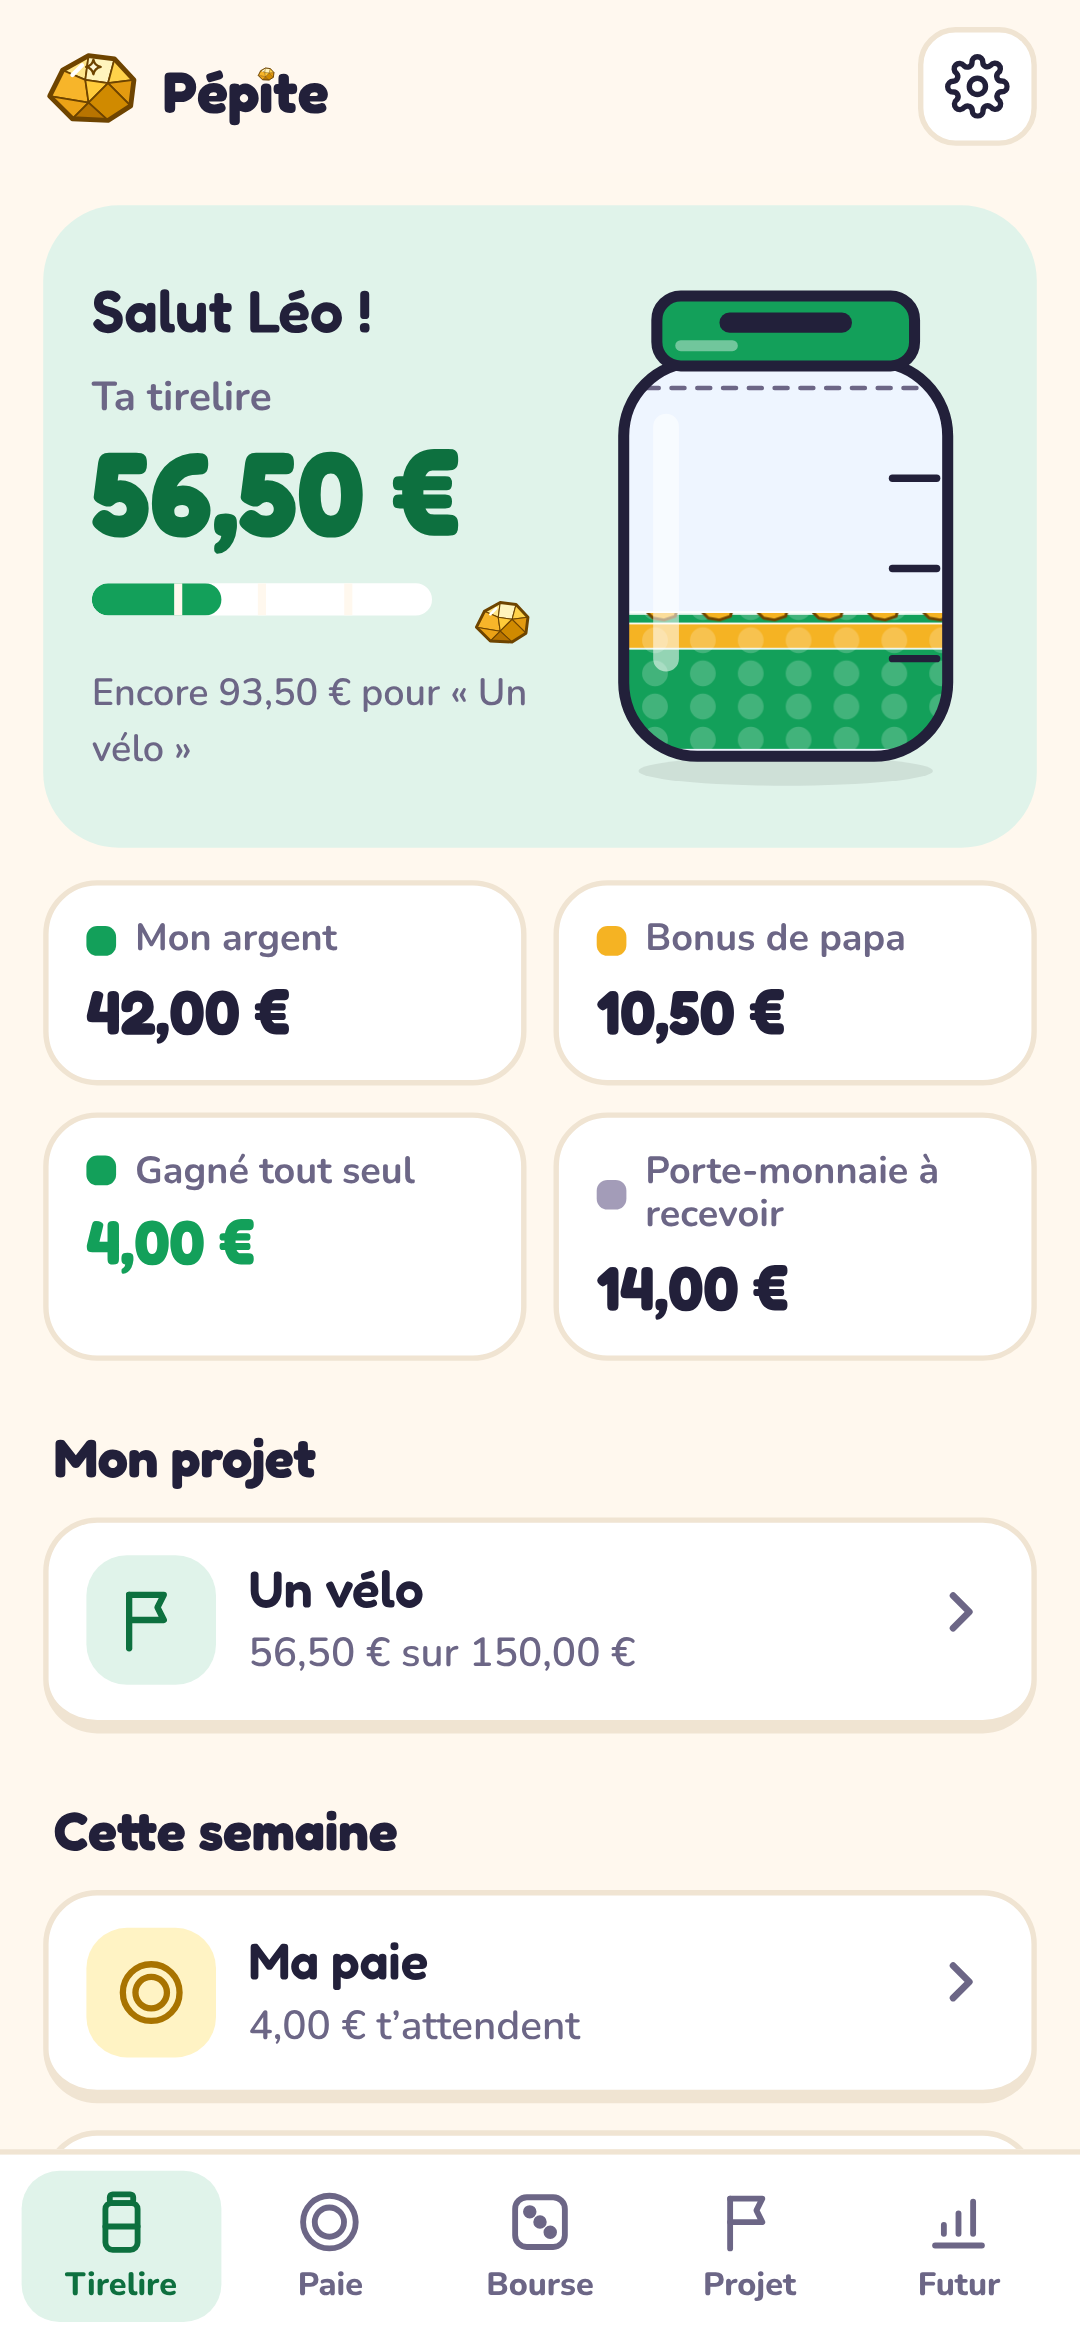 Pépite
Salut Léo !
Ta tirelire
56,50 €
Encore 93,50 € pour « Un
vélo »
Mon argent
42,00 €
Bonus de papa
10,50 €
Gagné tout seul
4,00 €
Porte-monnaie à
recevoir
14,00 €
Mon projet
Un vélo
56,50 € sur 150,00 €
Cette semaine
Ma paie
4,00 € t’attendent
Tirelire
Paie
Bourse
Projet
Futur